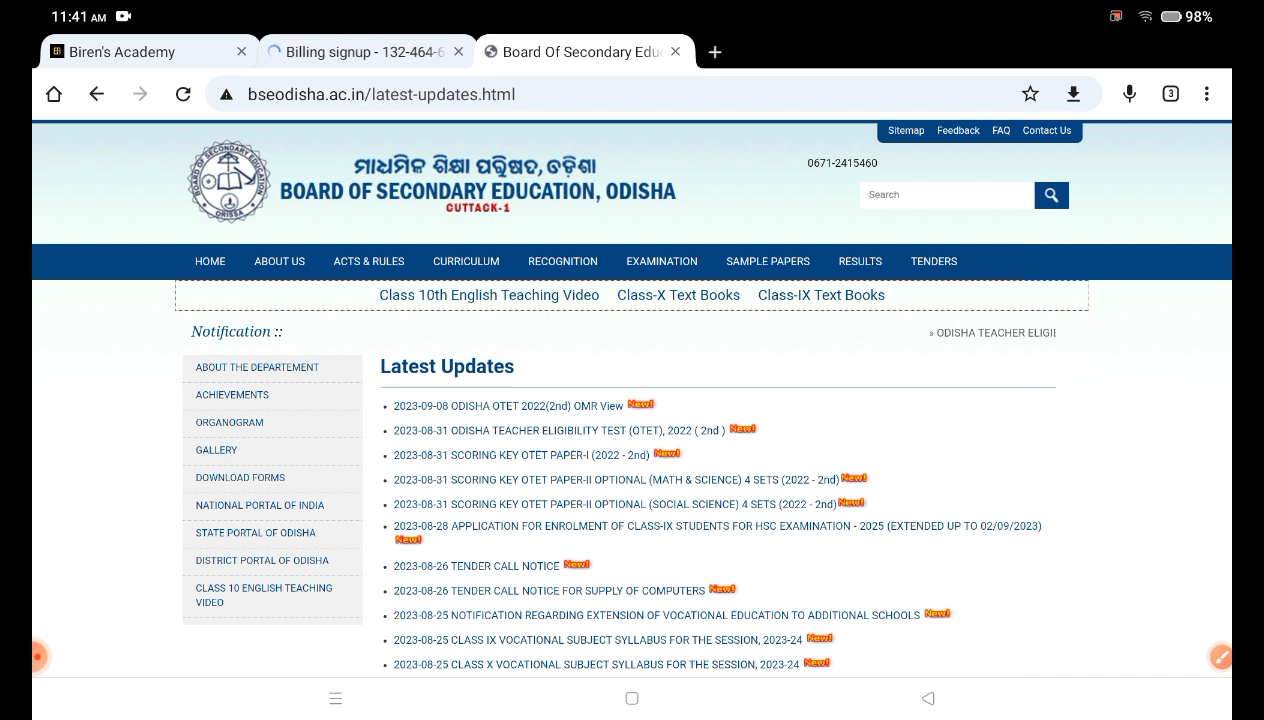 11:41 AM
98%
Biren's Academy
Billing signup - 132-464-6
Board Of Secondary Edu
bseodisha.ac.in/latest-updates.html
3
Sitemap Feedback FAQ Contact Us
0671-2415460
ମାଧ୍ୟମିକ ଶିକ୍ଷା ପରିଷଦ, ଓଡ଼ିଶା
BOARD OF SECONDARY EDUCATION, ODISHA
CUTTACK-1
Search
HOME ABOUT US ACTS & RULES CURRICULUM RECOGNITION EXAMINATION SAMPLE PAPERS RESULTS TENDERS
Class 10th English Teaching Video Class-X Text Books Class-IX Text Books
Notification ::
» ODISHA TEACHER ELIGIE
ABOUT THE DEPARTEMENT
ACHIEVEMENTS
ORGANOGRAM
GALLERY
DOWNLOAD FORMS
NATIONAL PORTAL OF INDIA
STATE PORTAL OF ODISHA
DISTRICT PORTAL OF ODISHA
CLASS 10 ENGLISH TEACHING
VIDEO
Latest Updates
2023-09-08 ODISHA OTET 2022(2nd) OMR View New!
2023-08-31 ODISHA TEACHER ELIGIBILITY TEST (OTET), 2022 ( 2nd ) New!
2023-08-31 SCORING KEY OTET PAPER-I (2022 - 2nd) New!
2023-08-31 SCORING KEY OTET PAPER-II OPTIONAL (MATH & SCIENCE) 4 SETS (2022 - 2nd) New!
2023-08-31 SCORING KEY OTET PAPER-II OPTIONAL (SOCIAL SCIENCE) 4 SETS (2022 - 2nd) New!
2023-08-28 APPLICATION FOR ENROLMENT OF CLASS-IX STUDENTS FOR HSC EXAMINATION - 2025 (EXTENDED UP TO 02/09/2023)
New!
2023-08-26 TENDER CALL NOTICE New!
2023-08-26 TENDER CALL NOTICE FOR SUPPLY OF COMPUTERS New!
2023-08-25 NOTIFICATION REGARDING EXTENSION OF VOCATIONAL EDUCATION TO ADDITIONAL SCHOOLS New!
2023-08-25 CLASS IX VOCATIONAL SUBJECT SYLLABUS FOR THE SESSION, 2023-24 New!
2023-08-25 CLASS X VOCATIONAL SUBJECT SYLLABUS FOR THE SESSION, 2023-24 New!